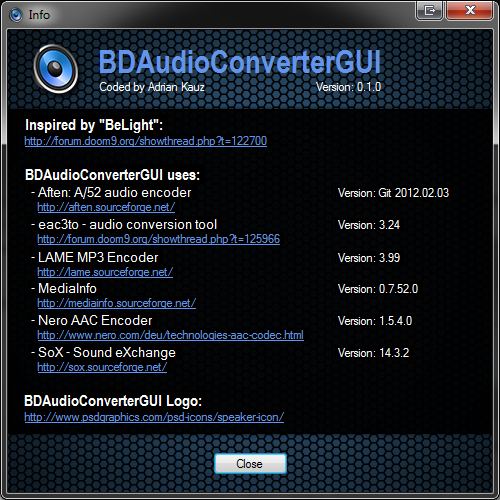 Info
BDAudioConverterGUI
Coded by Adrian Kauz Version: 0.1.0
Inspired by "BeLight":
http://forum.doom9.org/showthread.php?t=122700
BDAudioConverterGUI uses:
- Aften: A/52 audio encoder Version: Git 2012.02.03
http://aften.sourceforge.net/
- eac3to - audio conversion tool Version: 3.24
http://forum.doom9.org/showthread.php?t=125966
- LAME MP3 Encoder Version: 3.99
http://lame.sourceforge.net/
- MediaInfo Version: 0.7.52.0
http://mediainfo.sourceforge.net/
- Nero AAC Encoder Version: 1.5.4.0
http://www.nero.com/deu/technologies-aac-codec.html
- SoX - Sound eXchange Version: 14.3.2
http://sox.sourceforge.net/
BDAudioConverterGUI Logo:
http://www.psdgraphics.com/psd-icons/speaker-icon/
Close